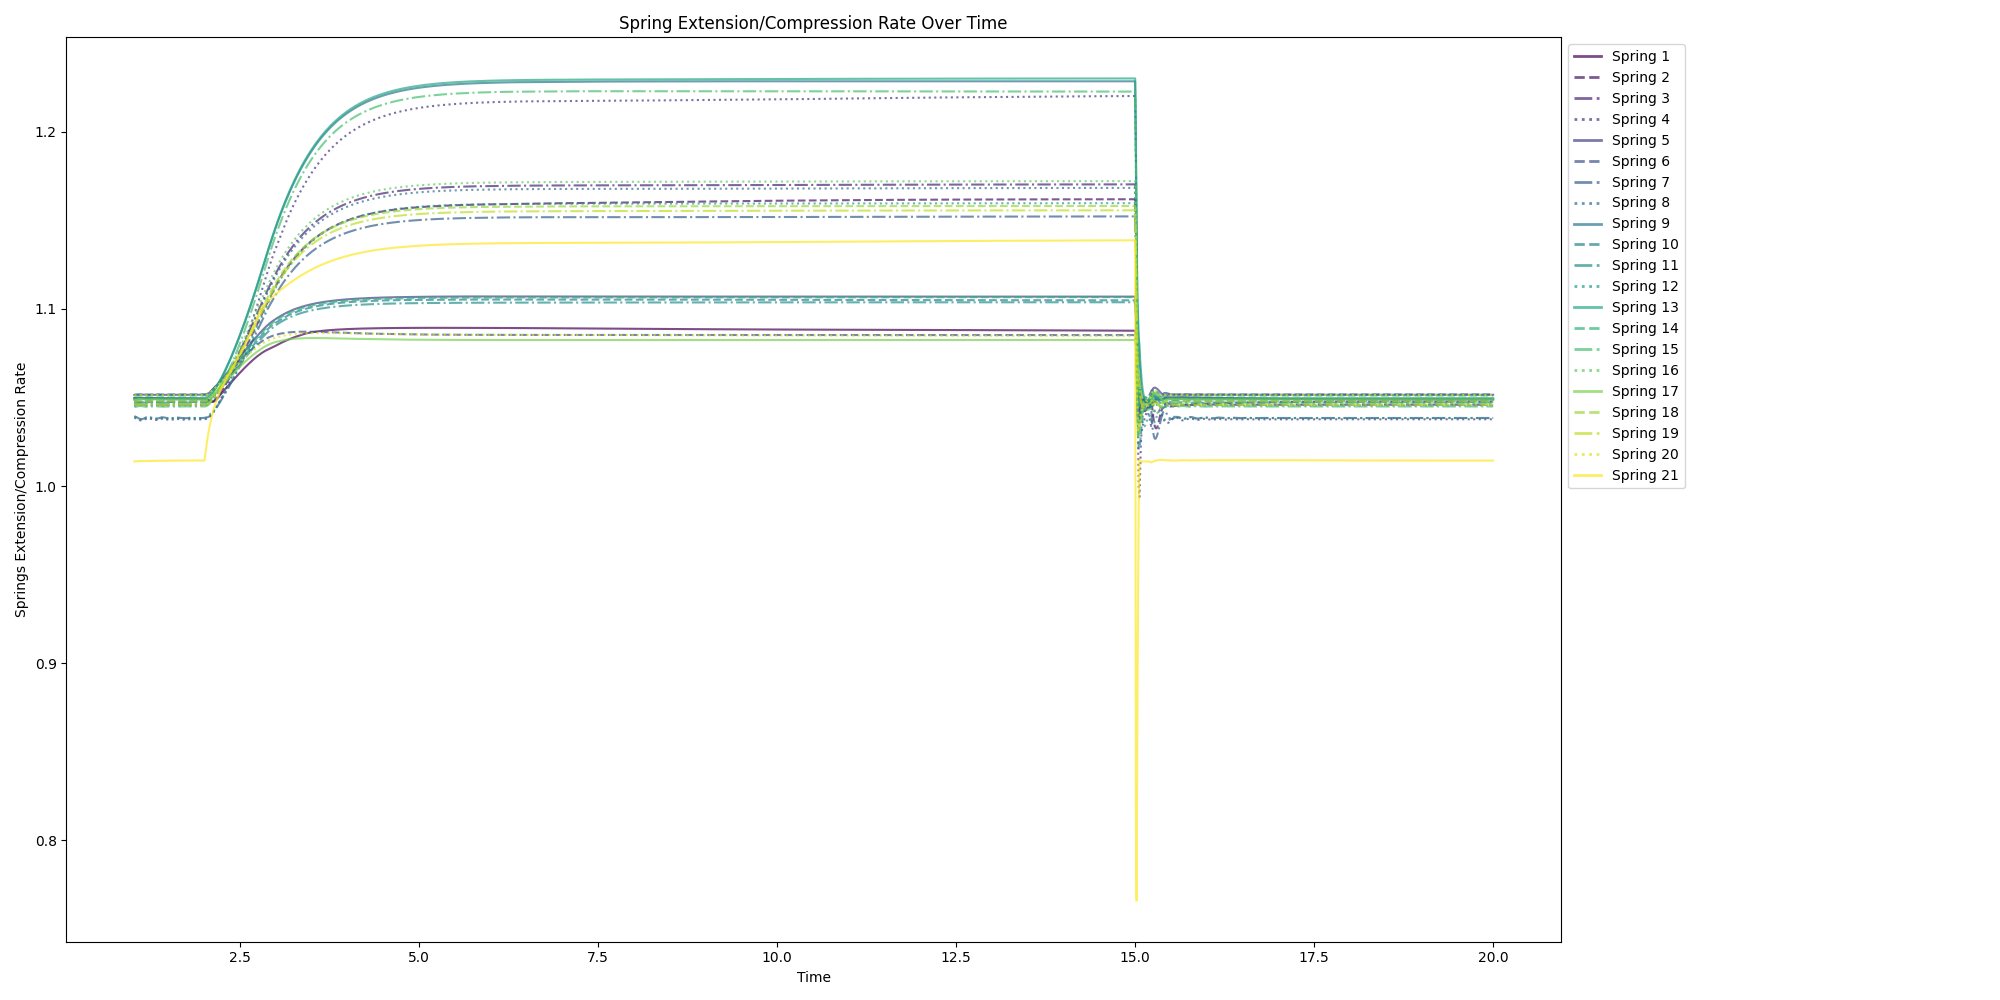 Spring Extension/Compression Rate Over Time
Springs Extension/Compression Rate
1.2
1.1
1.0
0.9
0.8
2.5
5.0
7.5
10.0
12.5
15.0
17.5
20.0
Time
Spring 1
Spring 2
Spring 3
Spring 4
Spring 5
Spring 6
Spring 7
Spring 8
Spring 9
Spring 10
Spring 11
Spring 12
Spring 13
Spring 14
Spring 15
Spring 16
Spring 17
Spring 18
Spring 19
Spring 20
Spring 21